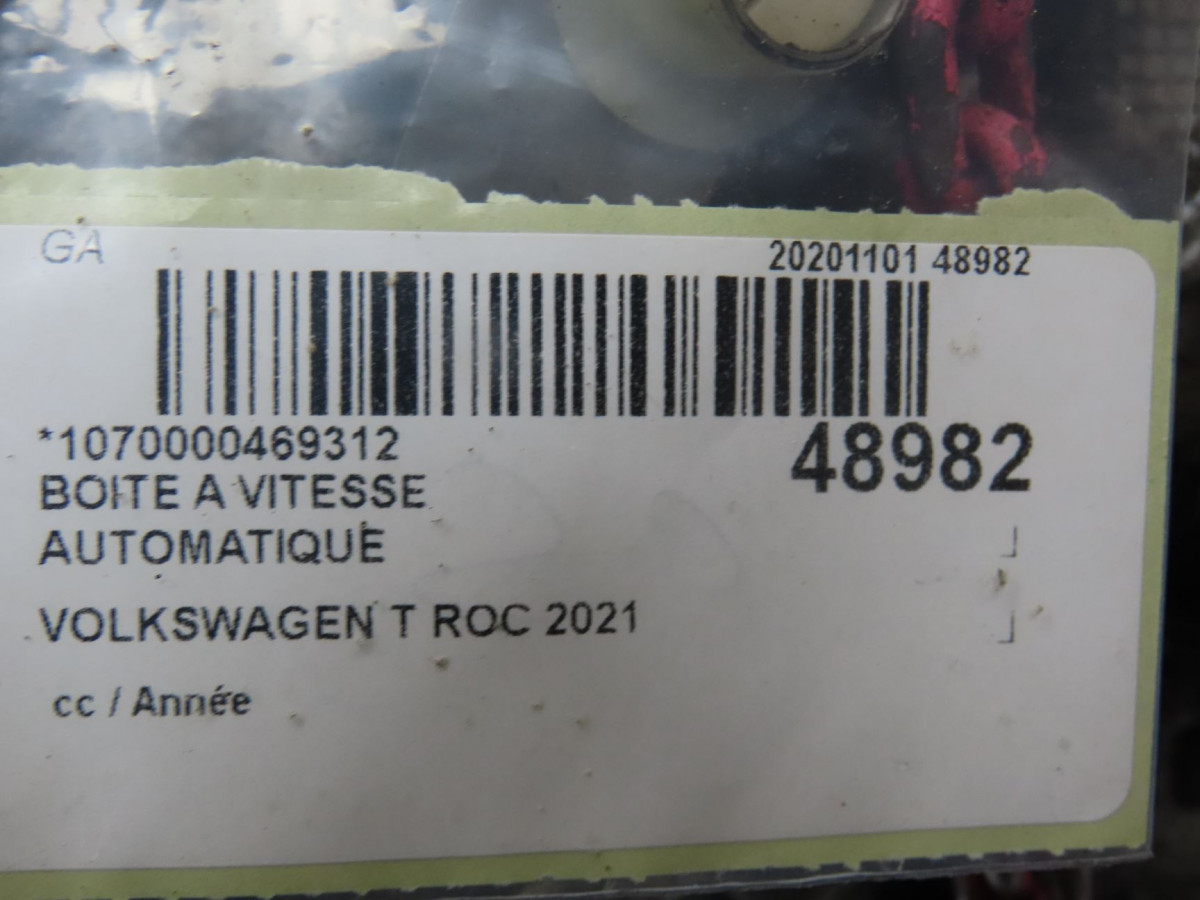 GA
20201101 48982
*1070000469312
48982
BOITE A VITESSE
AUTOMATIQUE
VOLKSWAGEN T ROC 2021
cc / Année